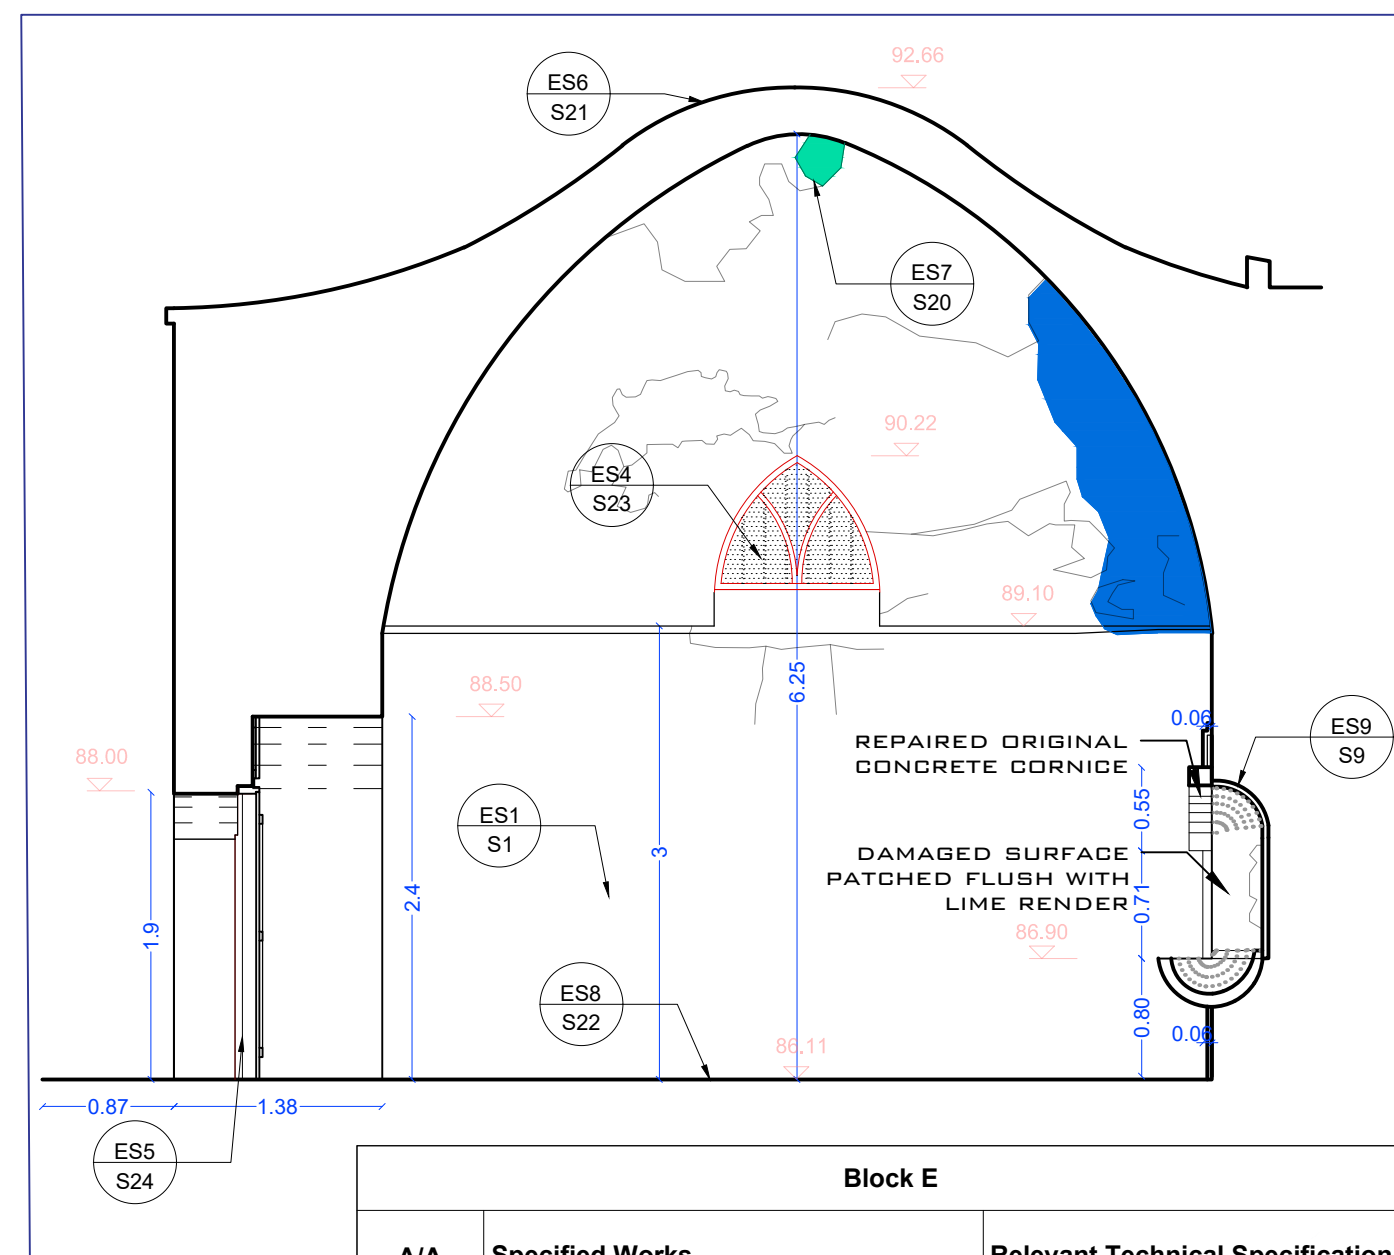 92.66
ES6
S21
ES7
S20
90.22
ES4
S23
89.10
6.25
88.50
88.00
0.06
ES9
S9
REPAIRED ORIGINAL
CONCRETE CORNICE
0.55
ES1
S1
3
DAMAGED SURFACE
PATCHED FLUSH WITH
LIME RENDER
0.71
2.4
1.9
86.90
ES8
S22
0.80
0.06
86.11
0.87
1.38
ES5
S24
Block E
A/A
Specified Works
Relevant Technical Specification